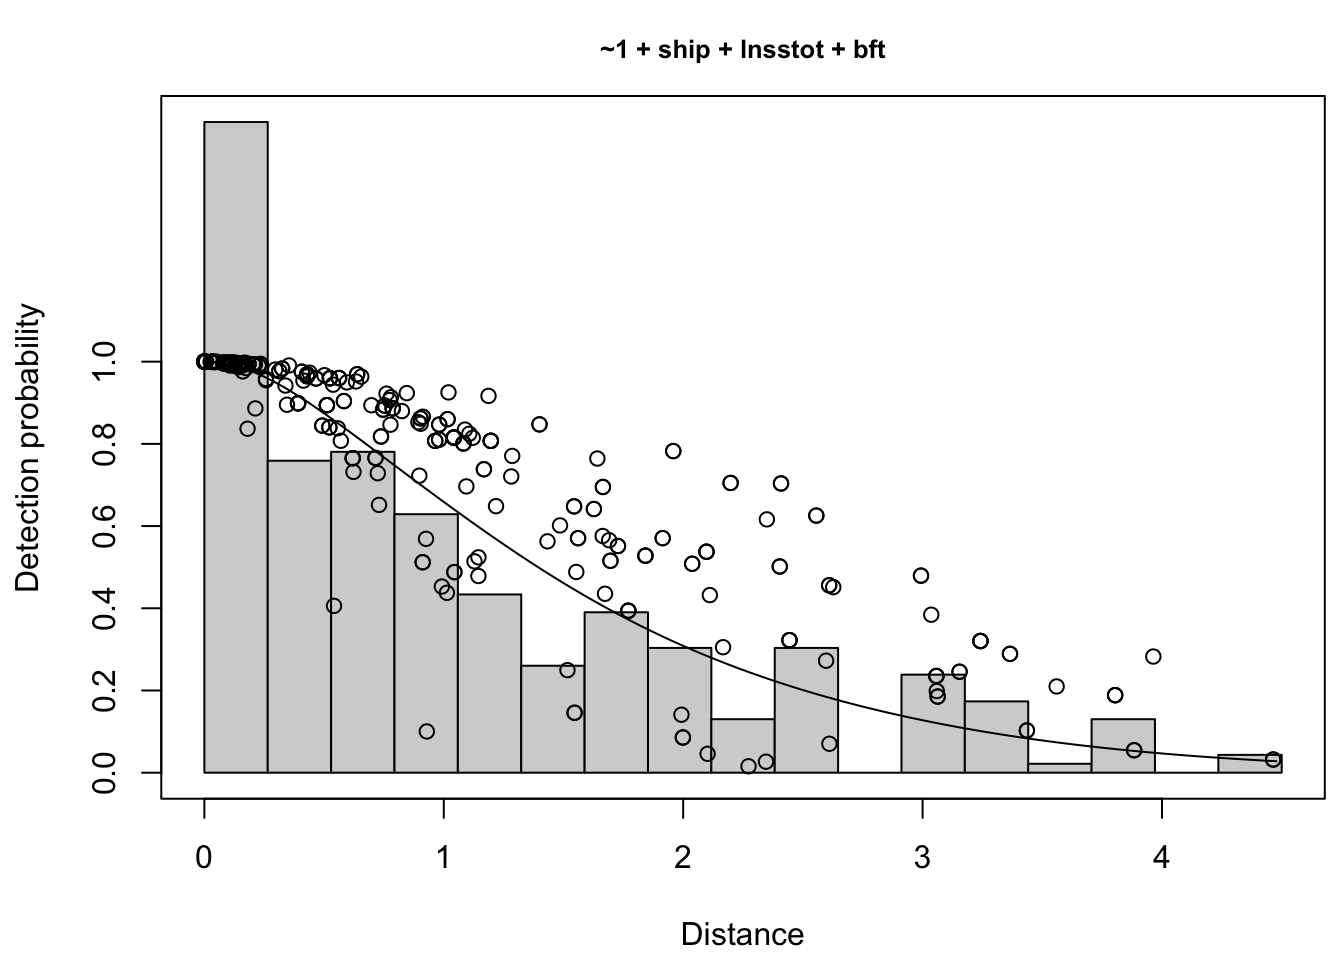 ~1 + ship + lnsstot + bft
Detection probability
1.0
0.8
0.6
0.4
0.2
0.0
0 1 2 3 4
Distance